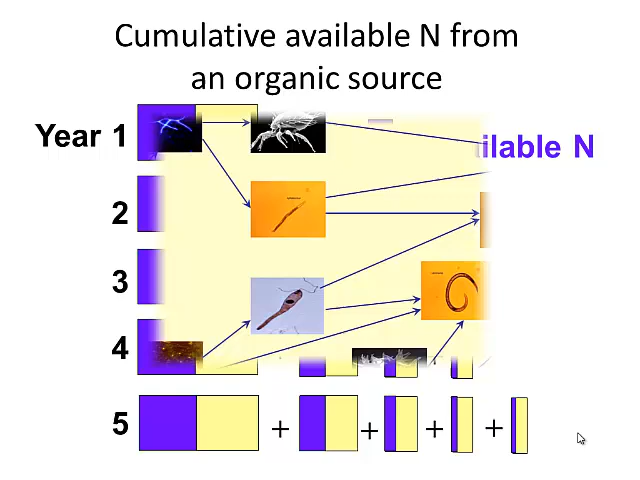 Cumulative available N from
an organic source
Year 1
ilable N
2
3
4
5
+ + + +